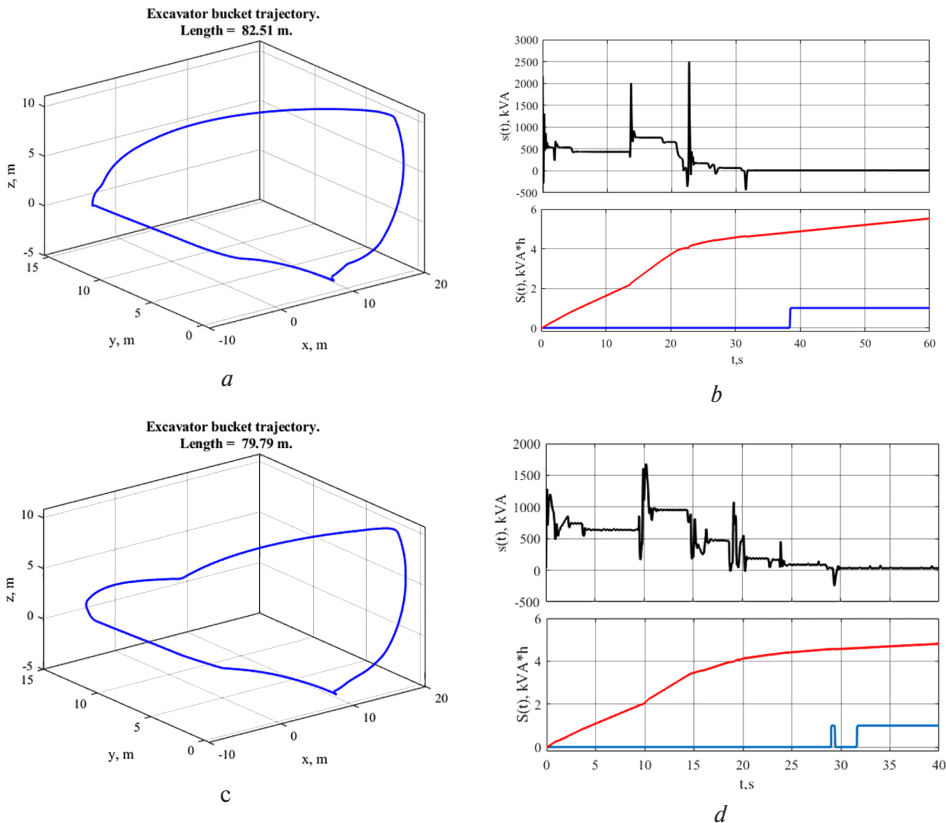 Excavator bucket trajectory.
Length = 82.51 m.
10
5
0
-5
z, m
15
10
5
0
y, m
-10
0
10
20
x, m
a
3000
2500
2000
1500
1000
500
0
-500
s(t), kVA
6
4
2
0
S(t), kVA*h
0 10 20 30 40 50 60
t,s
b
Excavator bucket trajectory.
Length = 79.79 m.
10
5
0
-5
z, m
15
10
5
0
y, m
-10
0
10
20
x, m
c
2000
1500
1000
500
0
-500
s(t), kVA
6
4
2
0
S(t), kVA*h
0 5 10 15 20 25 30 35 40
t,s
d